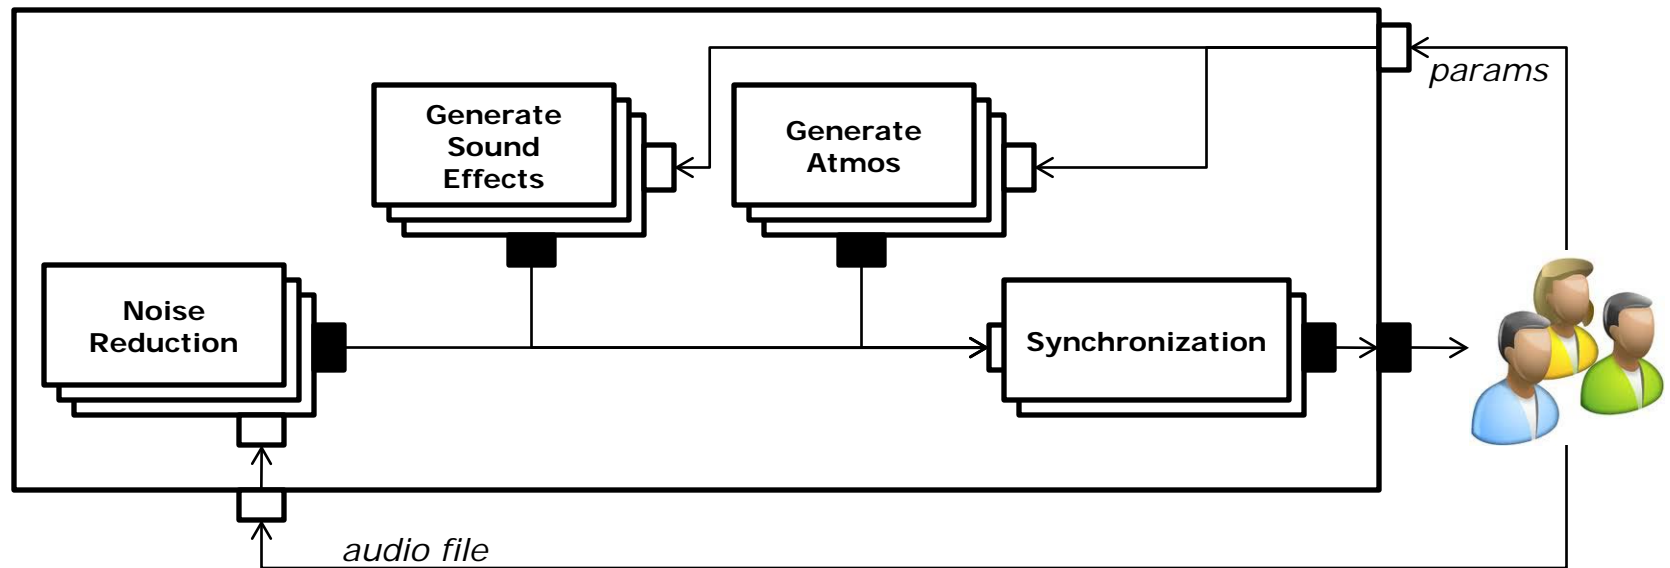 params
Generate
Sound
Effects
Generate
Atmos
Noise
Reduction
Synchronization
audio file